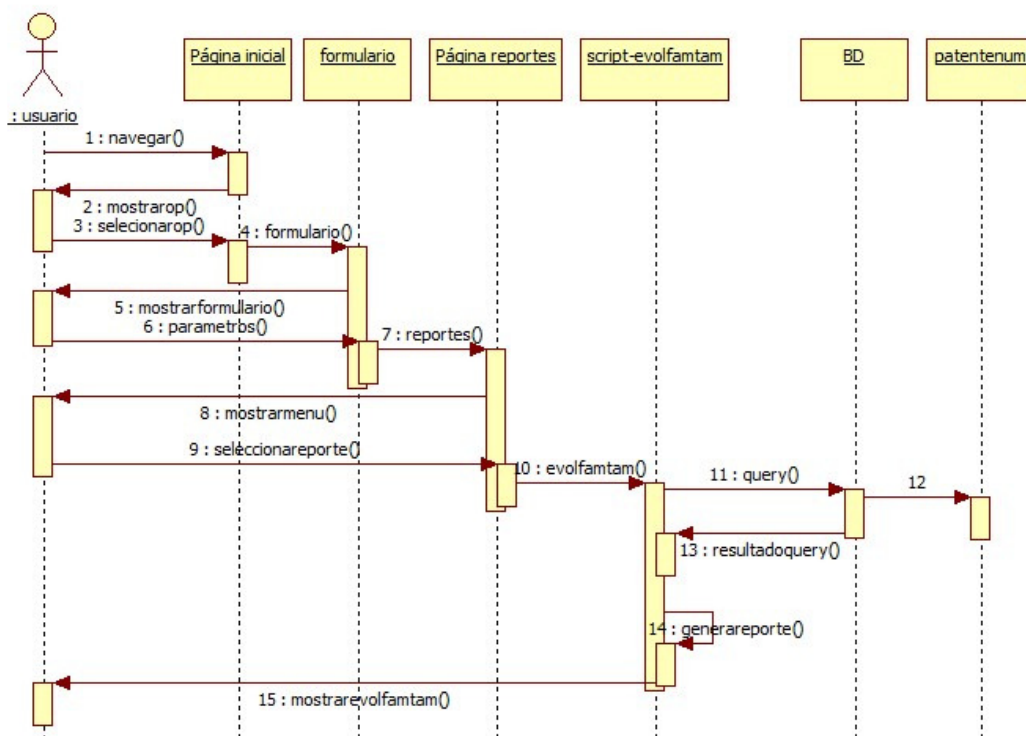 Página inicial
formulario
Página reportes
script-evolfamtam
BD
patentenum
: usuario
1 : navegar()
2 : mostrarop()
3 : selecionarop()
4 : formulario()
5 : mostrarformulario()
6 : parametros()
7 : reportes()
8 : mostrarmenu()
9 : seleccionareporte()
10 : evolfamtam()
11 : query()
12
13 : resultadoquery()
14 : generareporte()
15 : mostrarevolfamtam()